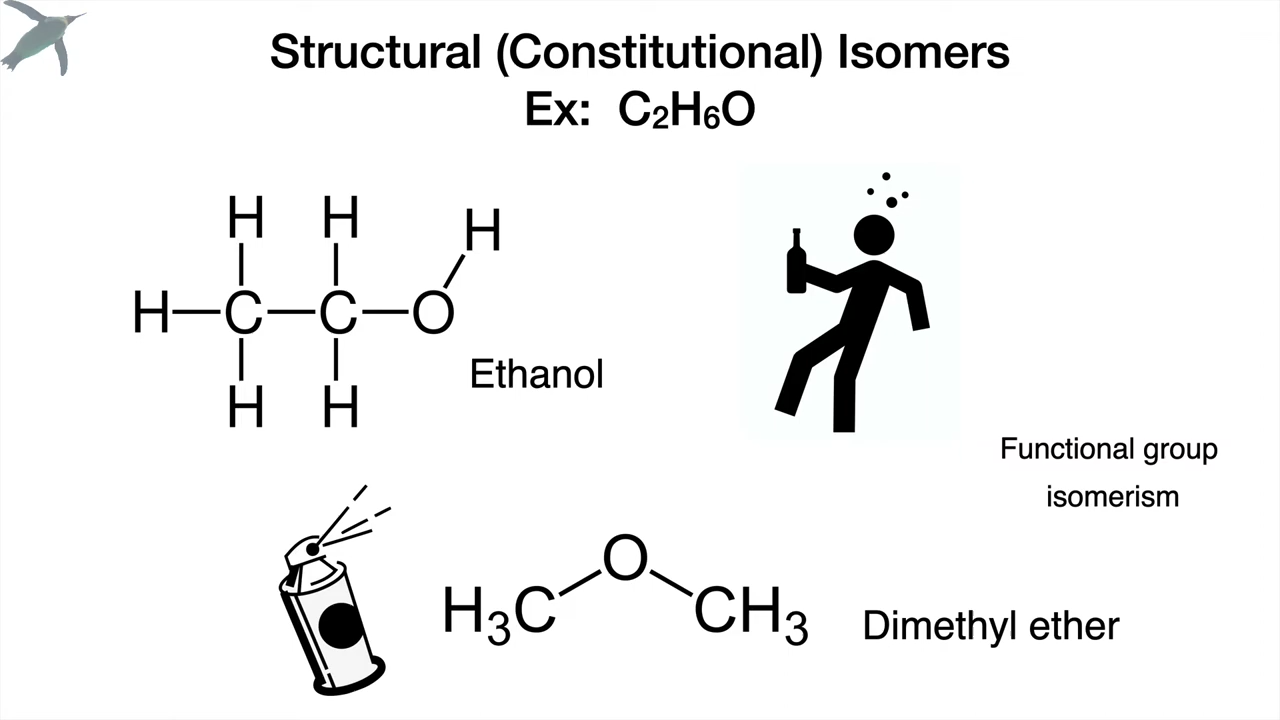 Structural (Constitutional) Isomers
Ex: C₂H₆O
H H H
H C C O
H H
Ethanol
Functional group
isomerism
O
H₃C CH₃
Dimethyl ether